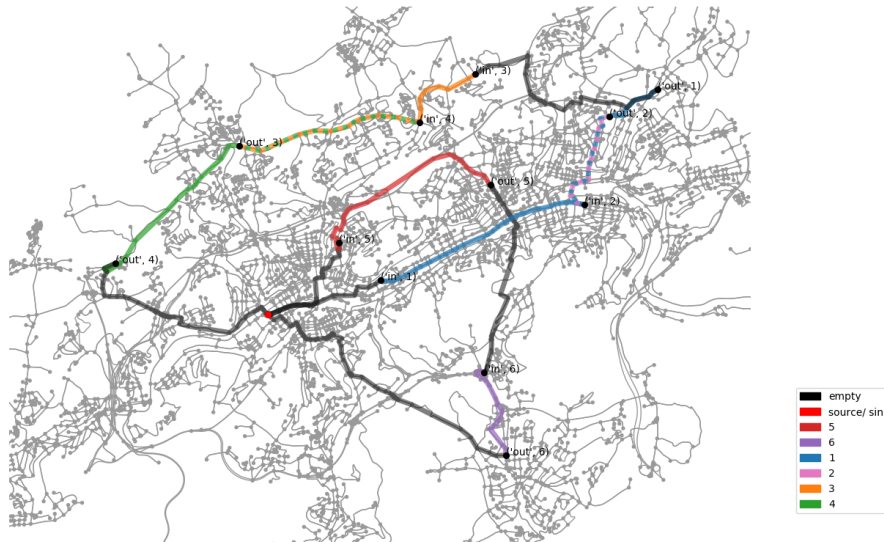 ('in', 3)
('out', 1)
('out', 2)
('in', 4)
('out', 3)
('out', 5)
('in', 2)
('in', 5)
('out', 4)
('in', 1)
('in', 6)
('out', 6)
empty
source/ sin
5
6
1
2
3
4